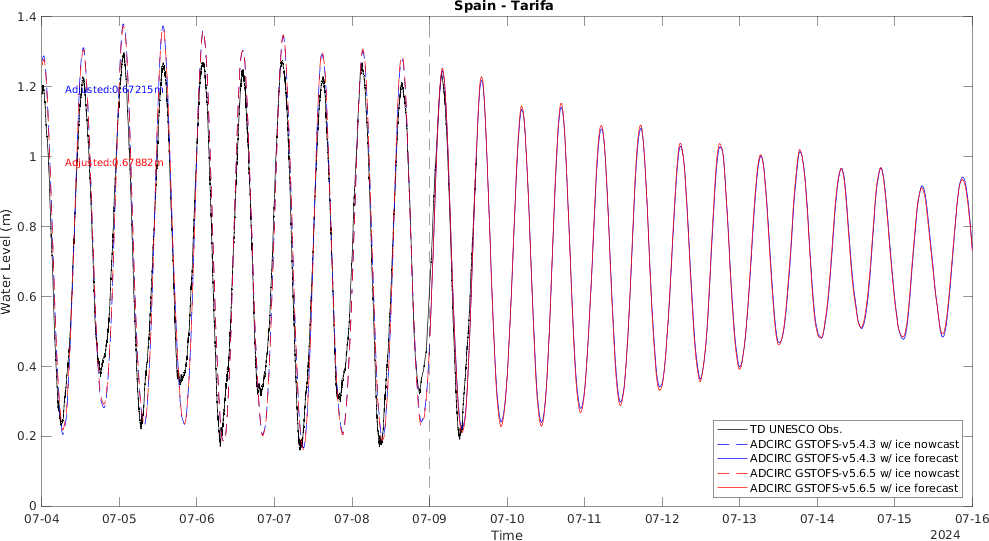 Spain - Tarifa
1.4
1.2
1
0.8
0.6
0.4
0.2
0
Water Level (m)
Adjusted:0.67215m
Adjusted:0.67882m
TD UNESCO Obs.
ADCIRC GSTOFS-v5.4.3 w/ ice nowcast
ADCIRC GSTOFS-v5.4.3 w/ ice forecast
ADCIRC GSTOFS-v5.6.5 w/ ice nowcast
ADCIRC GSTOFS-v5.6.5 w/ ice forecast
07-04 07-05 07-06 07-07 07-08 07-09 07-10 07-11 07-12 07-13 07-14 07-15 07-16
Time
2024